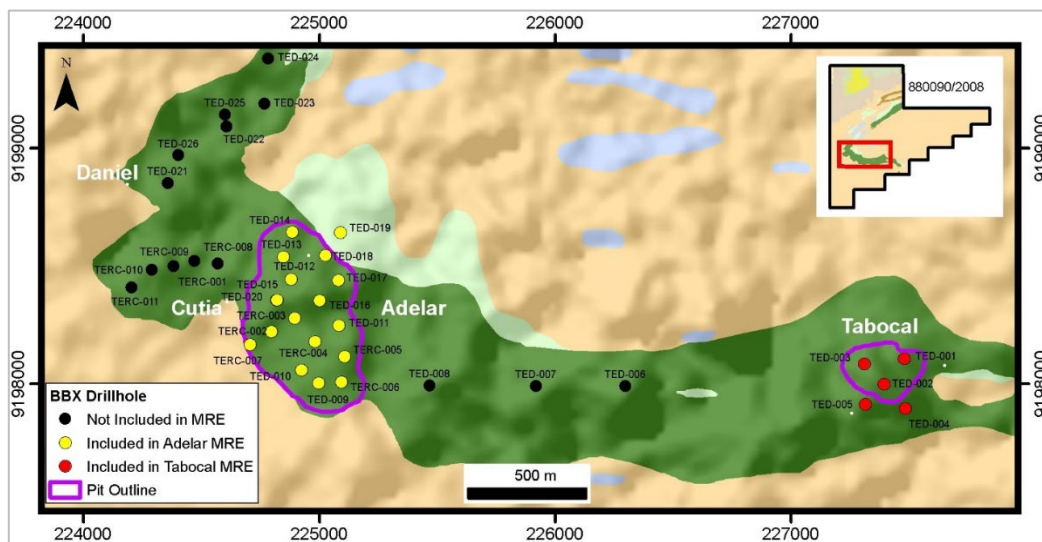 224000 225000 226000 227000
N
880090/2008
9199000
9199000
9198000
9198000
TED-024
TED-025
TED-023
TED-022
TED-026
Daniel
TED-021
TED-014
TED-019
TED-013
TERC-009
TERC-008
TED-018
TERC-010
TED-012
TED-017
TED-015
TERC-001
TERC-011
TED-020
TED-016
Cutia
Adelar
TERC-003
TED-011
TERC-002
Tabocal
TERC-004
TERC-005
TERC-007
TED-003
TED-001
TED-010
TERC-006
TED-008
TED-007
TED-006
TED-002
TED-009
TED-005
TED-004
BBX Drillhole
Not Included in MRE
Included in Adelar MRE
Included in Tabocal MRE
Pit Outline
500 m
224000 225000 226000 227000